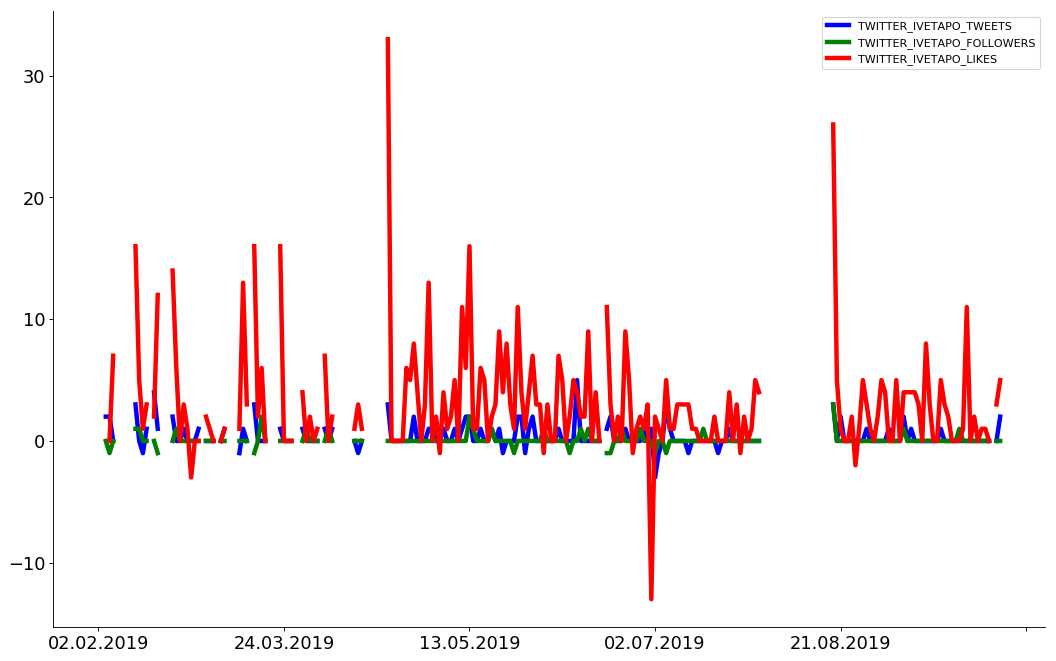 TWITTER_IVETAPO_TWEETS
TWITTER_IVETAPO_FOLLOWERS
TWITTER_IVETAPO_LIKES
30
20
10
0
−10
02.02.2019 24.03.2019 13.05.2019 02.07.2019 21.08.2019